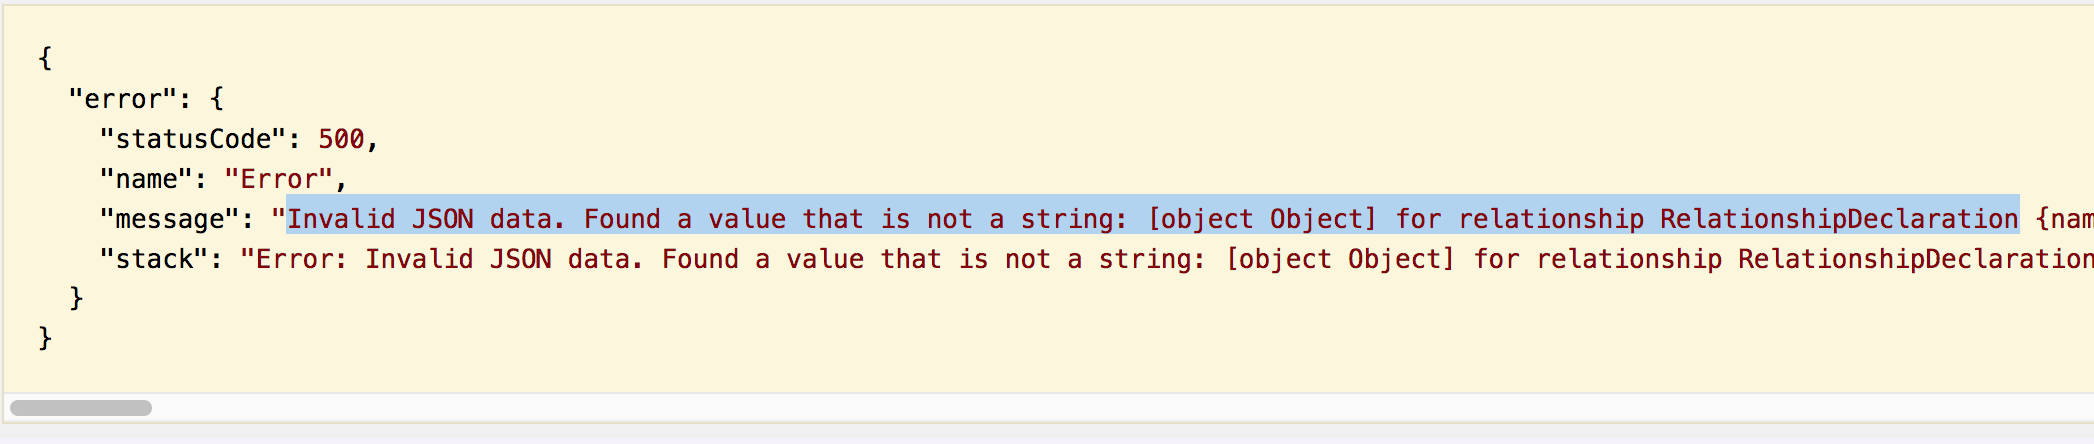 {
"error": {
"statusCode": 500,
"name": "Error",
"message": "Invalid JSON data. Found a value that is not a string: [object Object] for relationship RelationshipDeclaration {nam
"stack": "Error: Invalid JSON data. Found a value that is not a string: [object Object] for relationship RelationshipDeclaration
}
}